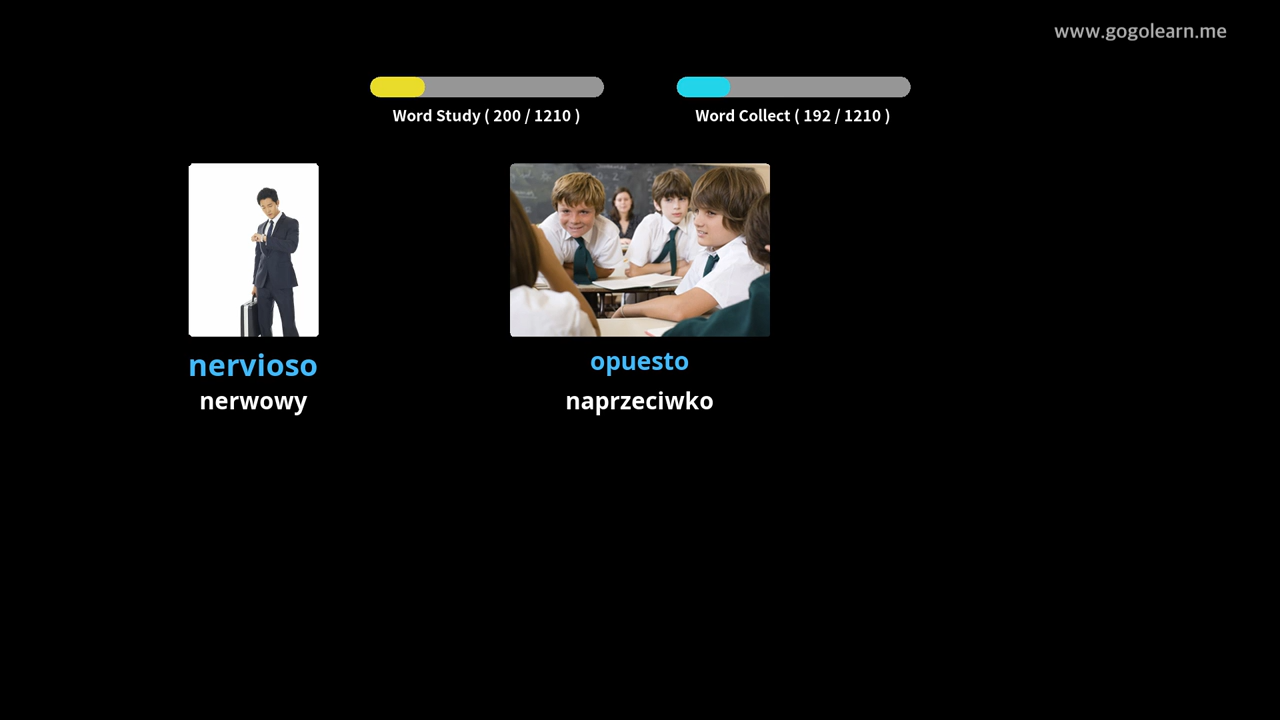 www.gogolearn.me
Word Study ( 200 / 1210 )
Word Collect ( 192 / 1210 )
nervioso
nerwowy
opuesto
naprzeciwko